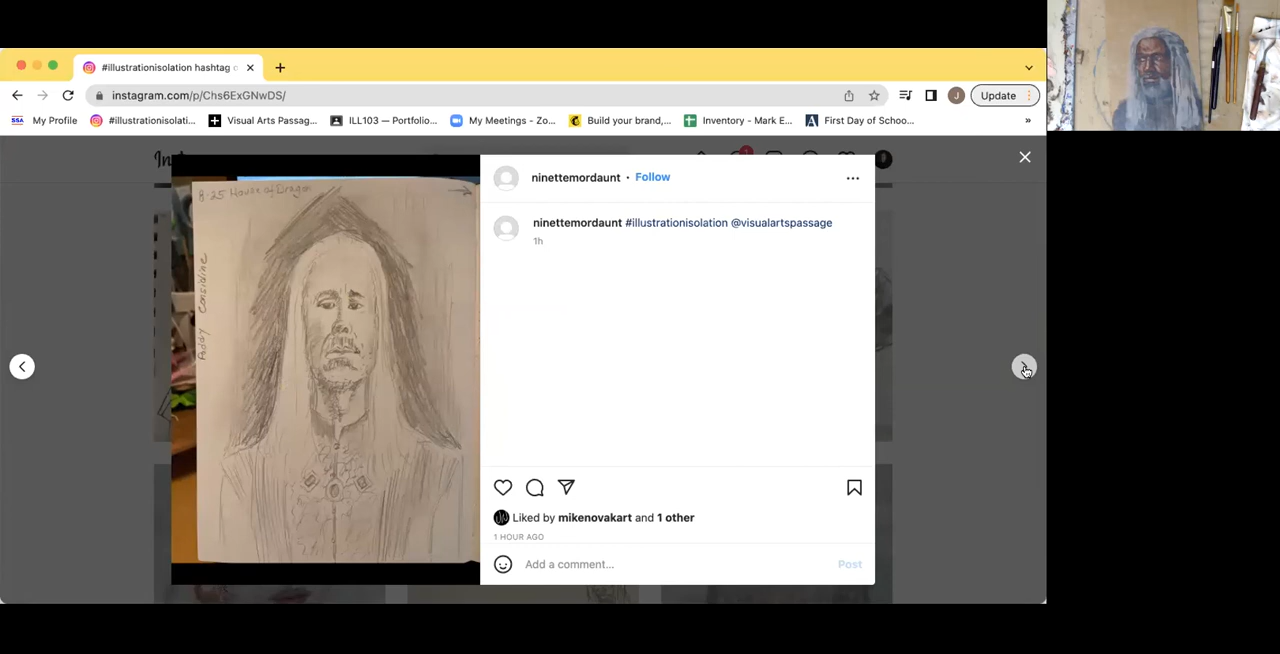 #illustrationisolation hashtag o
instagram.com/p/Chs6ExGNwDS/
Update
SSA My Profile #illustrationisolati... Visual Arts Passag... ILL103 — Portfolio... My Meetings - Zo... Build your brand,... Inventory - Mark E... First Day of Schoo... »
ninettemordaunt • Follow
8.25 House of Dragon
Paddy Considine
ninettemordaunt #illustrationisolation @visualartspassage
1h
Liked by mikenovakart and 1 other
1 HOUR AGO
Add a comment...
Post